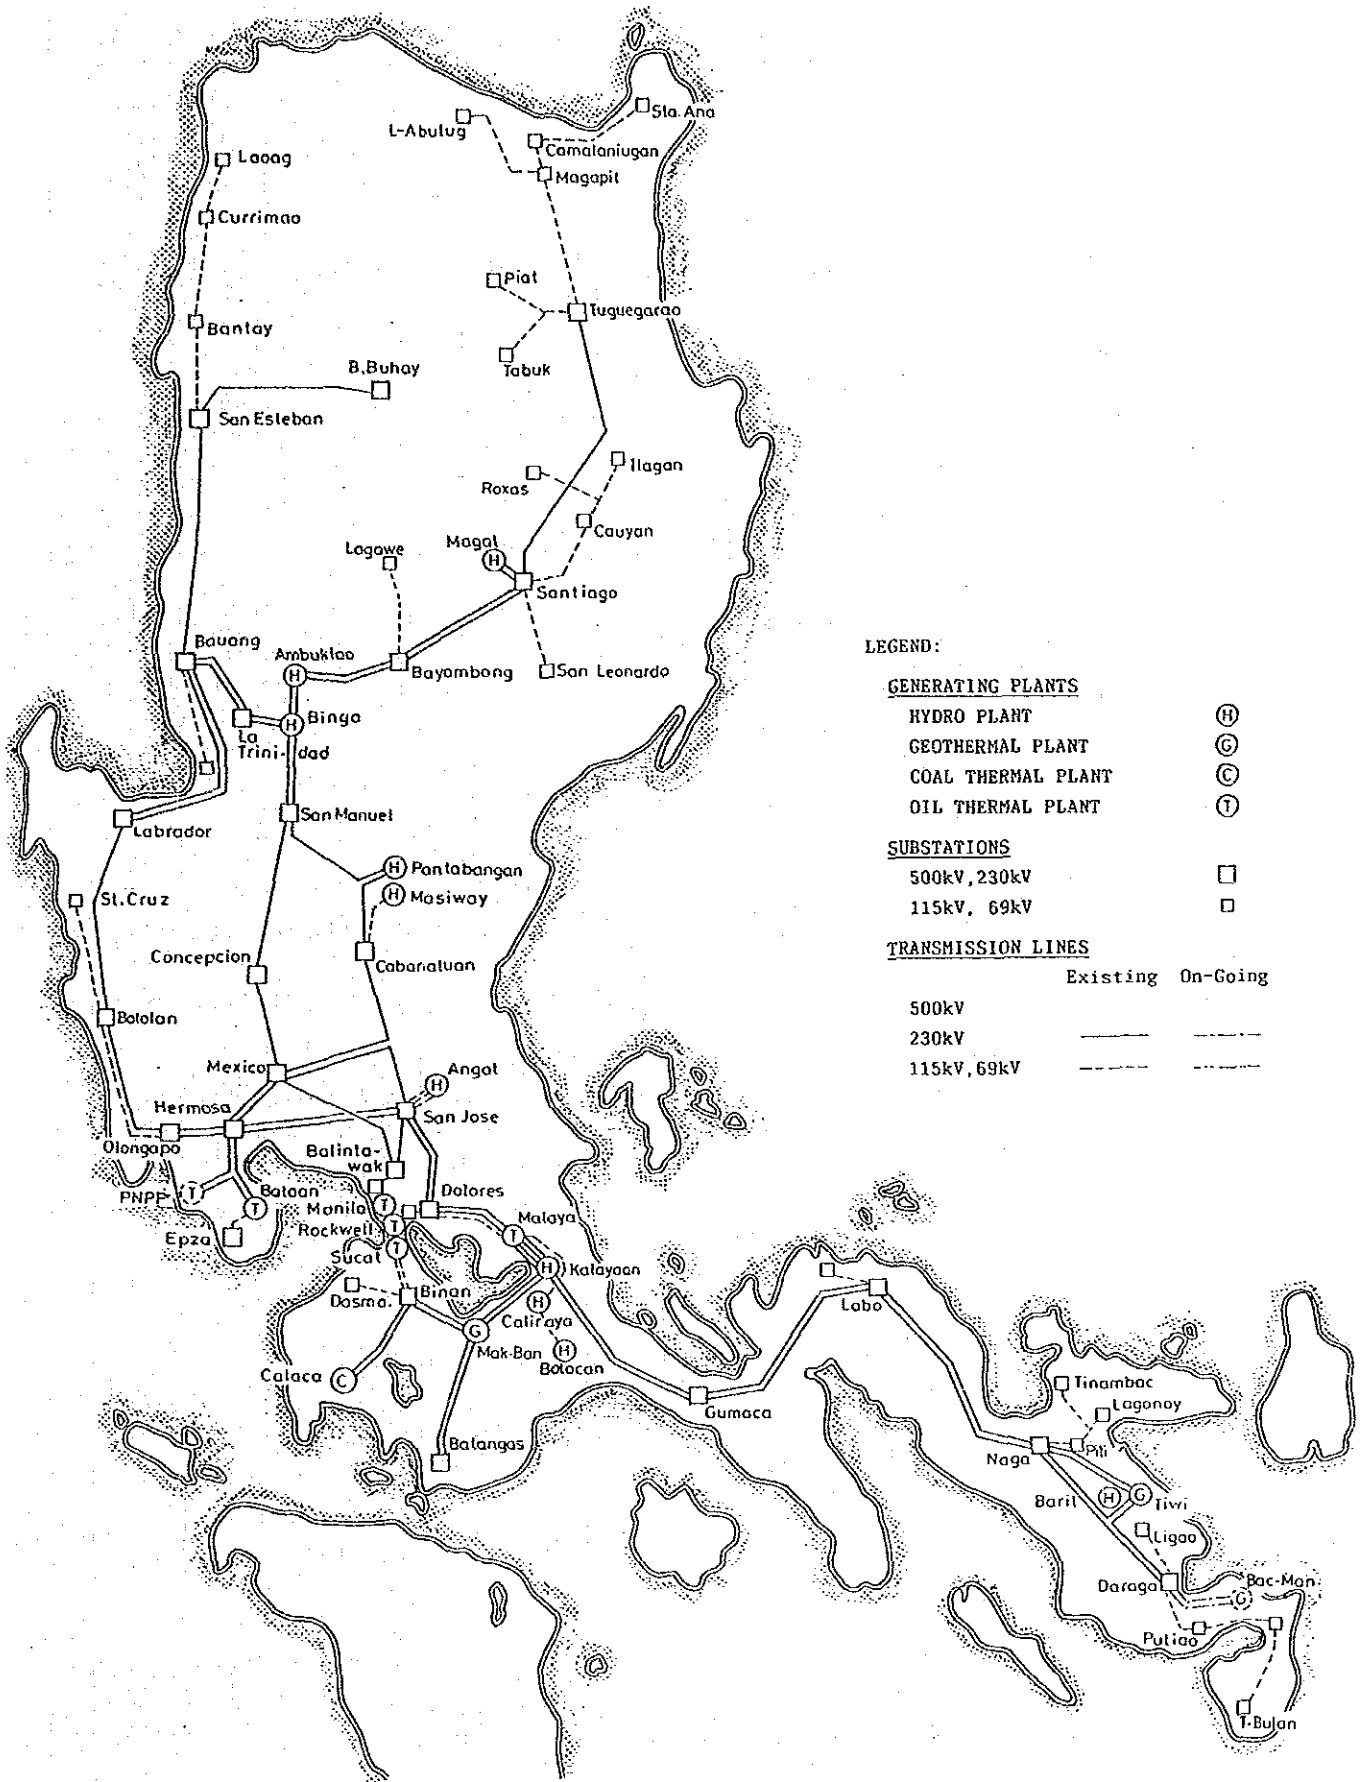 Sta. Ana
L-Abulug
Camalaniugan
Laoag
Magapit
Currimao
Piat
Tuguegarao
Bantay
B.Buhay
Tabuk
San Esteban
Ilagan
Roxas
Cauyan
Magat
H
Lagawe
Santiago
Bauang
Ambuklao
H
Bayombong
San Leonardo
H
Binga
La
Trinidad
San Manuel
Labrador
H
Pantabangan
H
Masiway
St.Cruz
Concepcion
Cabanatuan
Botolan
Mexico
Angat
H
Hermosa
San Jose
Olongapo
Balinta-
wak
PNPP
T
Bataan
T
Dolores
Manila
T
Malaya
T
Rockwell
T
Epza
Sucat
T
H
Kalayaan
Binan
Dasma.
H
Caliraya
Labo
G
Mak-Ban
H
Botocan
Calaca
C
Gumaca
Tinambac
Lagonoy
Batangas
Naga
Pili
Baril
H
G
Tiwi
Ligao
Daraga
Bac-Man
G
Putiao
T-Bulan
LEGEND:
GENERATING PLANTS
HYDRO PLANT H
GEOTHERMAL PLANT G
COAL THERMAL PLANT C
OIL THERMAL PLANT T
SUBSTATIONS
500kV,230kV
115kV, 69kV
TRANSMISSION LINES
Existing On-Going
500kV
230kV
115kV,69kV